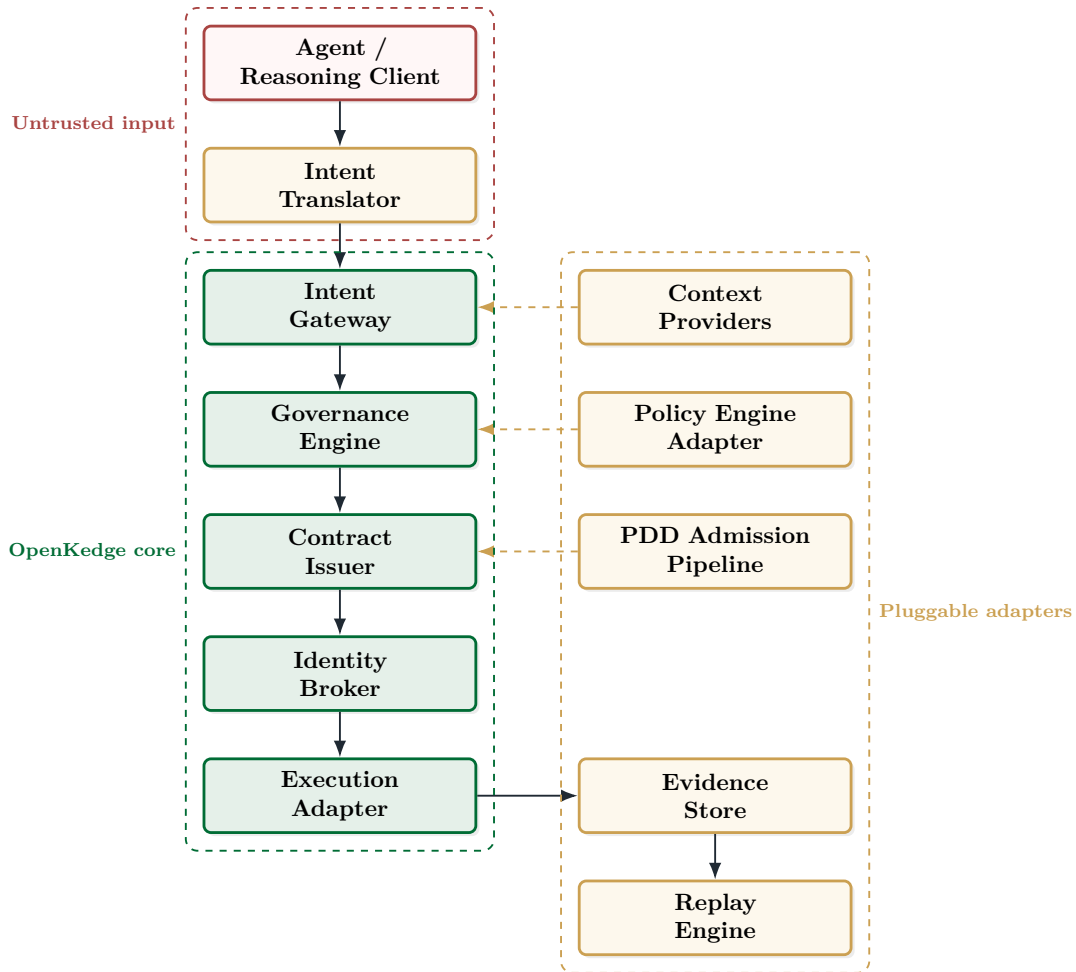 Agent /
Reasoning Client
Untrusted input
Intent
Translator
Intent
Gateway
Context
Providers
Governance
Engine
Policy Engine
Adapter
OpenKedge core
Contract
Issuer
PDD Admission
Pipeline
Pluggable adapters
Identity
Broker
Execution
Adapter
Evidence
Store
Replay
Engine